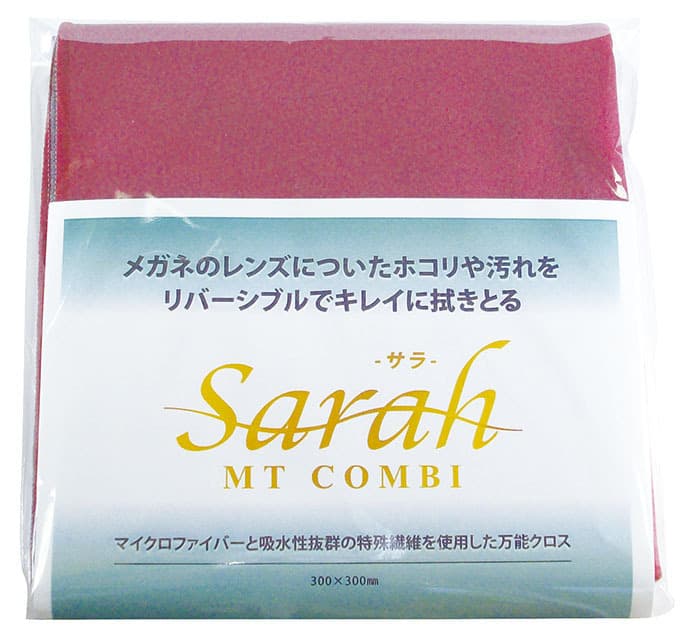 メガネのレンズについたホコリや汚れを
リバーシブルでキレイに拭きとる
-サラ-
Sarah
MT COMBI
マイクロファイバーと吸水性抜群の特殊繊維を使用した万能クロス
300×300㎜